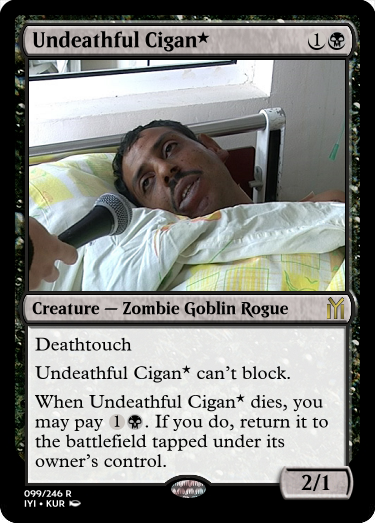 Undeathful Cigan★ 1
Creature — Zombie Goblin Rogue
Deathtouch
Undeathful Cigan★ can't block.
When Undeathful Cigan★ dies, you
may pay 1. If you do, return it to
the battlefield tapped under its
owner's control.
2/1
099/246 R
IYI • KUR